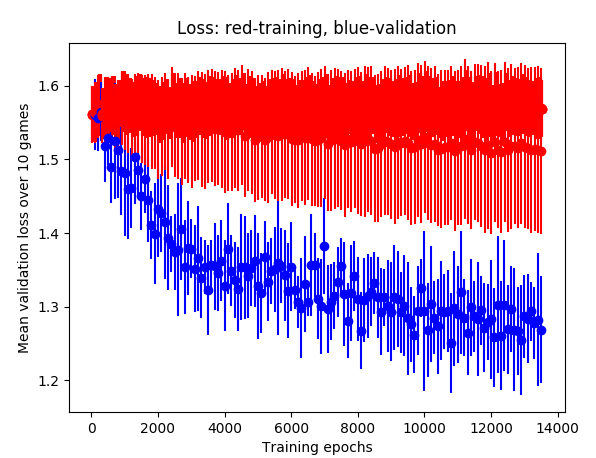 Loss: red-training, blue-validation
Mean validation loss over 10 games
1.6
1.5
1.4
1.3
1.2
0 2000 4000 6000 8000 10000 12000 14000
Training epochs